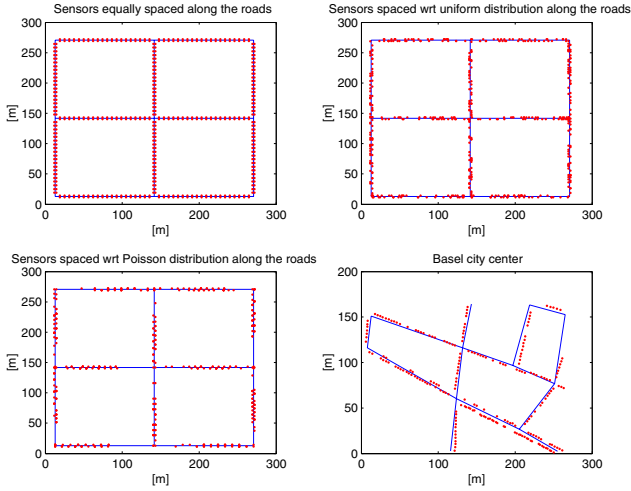 Sensors equally spaced along the roads
300
250
200
150
100
50
0
[m]
0 100 200 300
[m]
Sensors spaced wrt uniform distribution along the roads
300
250
200
150
100
50
0
[m]
0 100 200 300
[m]
Sensors spaced wrt Poisson distribution along the roads
300
250
200
150
100
50
0
[m]
0 100 200 300
[m]
Basel city center
200
150
100
50
0
[m]
0 100 200 300
[m]